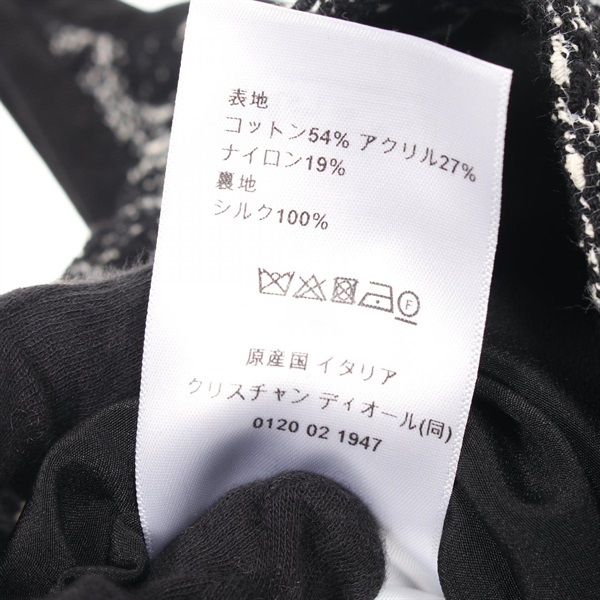 表地
コットン54% アクリル27%
ナイロン19%
裏地
シルク100%
F
原産国 イタリア
クリスチャン ディオール(同)
0120 02 1947